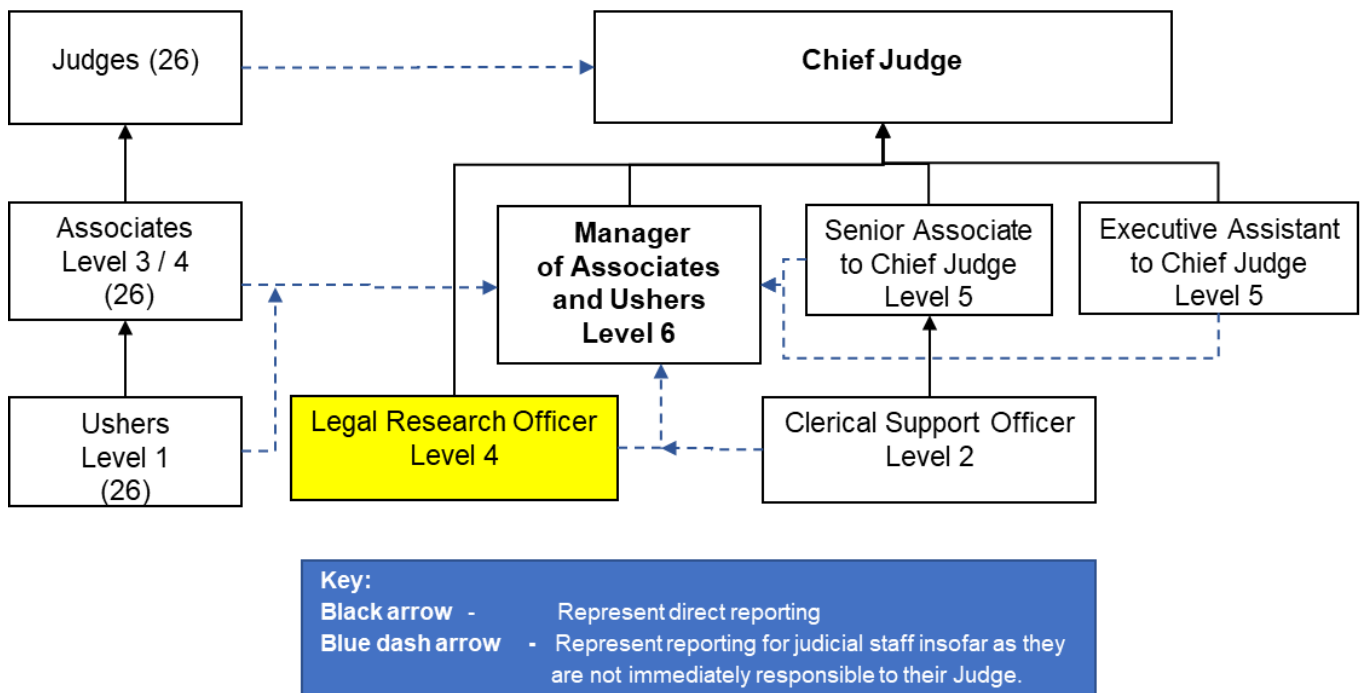 Judges (26)
Chief Judge
Associates
Level 3 / 4
(26)
Manager
of Associates
and Ushers
Level 6
Senior Associate
to Chief Judge
Level 5
Executive Assistant
to Chief Judge
Level 5
Ushers
Level 1
(26)
Legal Research Officer
Level 4
Clerical Support Officer
Level 2
Key:
Black arrow - Represent direct reporting
Blue dash arrow - Represent reporting for judicial staff insofar as they
are not immediately responsible to their Judge.